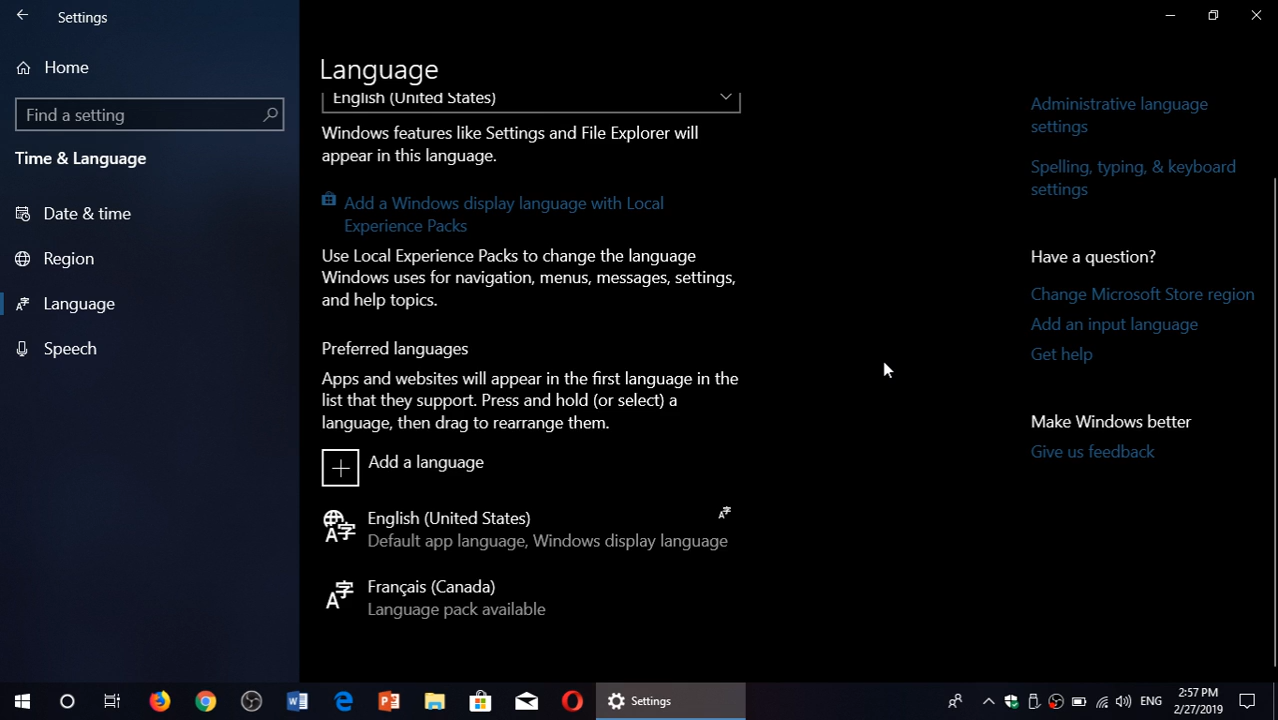 Settings
Home
Find a setting
Time & Language
Date & time
Region
Language
Speech
Language
English (United States)
Windows features like Settings and File Explorer will
appear in this language.
Add a Windows display language with Local
Experience Packs
Use Local Experience Packs to change the language
Windows uses for navigation, menus, messages, settings,
and help topics.
Preferred languages
Apps and websites will appear in the first language in the
list that they support. Press and hold (or select) a
language, then drag to rearrange them.
Add a language
English (United States)
Default app language, Windows display language
Français (Canada)
Language pack available
Administrative language
settings
Spelling, typing, & keyboard
settings
Have a question?
Change Microsoft Store region
Add an input language
Get help
Make Windows better
Give us feedback
Settings
ENG
2:57 PM
2/27/2019